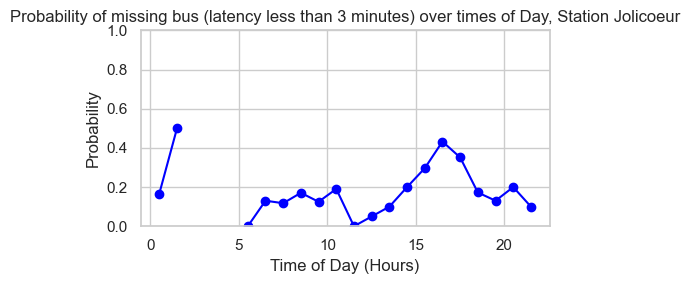 Probability of missing bus (latency less than 3 minutes) over times of Day, Station Jolicoeur
1.0
0.8
0.6
0.4
0.2
0.0
Probability
0 5 10 15 20
Time of Day (Hours)